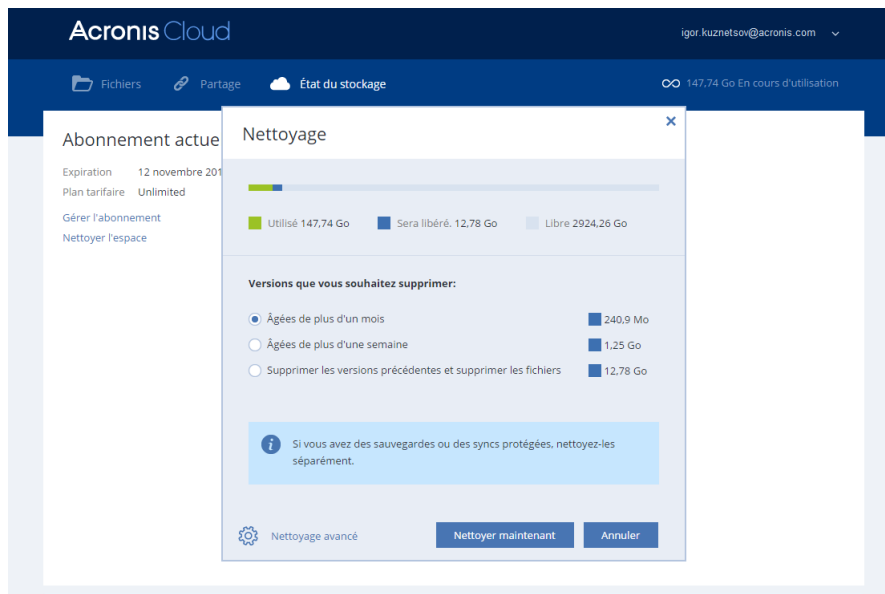 Acronis Cloud
igor.kuznetsov@acronis.com
Fichiers
Partage
État du stockage
147,74 Go En cours d'utilisation
Abonnement actue
Expiration 12 novembre 201
Plan tarifaire Unlimited
Gérer l'abonnement
Nettoyer l'espace
Nettoyage
Utilisé 147,74 Go
Sera libéré. 12,78 Go
Libre 2924,26 Go
Versions que vous souhaitez supprimer:
Âgées de plus d'un mois 240,9 Mo
Âgées de plus d'une semaine 1,25 Go
Supprimer les versions précédentes et supprimer les fichiers 12,78 Go
Si vous avez des sauvegardes ou des syncs protégées, nettoyez-les
séparément.
Nettoyage avancé
Nettoyer maintenant
Annuler